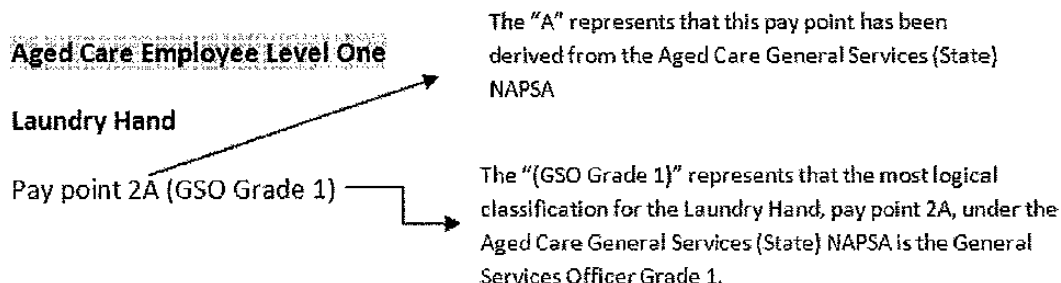 Aged Care Employee Level One
Laundry Hand
Pay point 2A (GSO Grade 1)
The "A" represents that this pay point has been
derived from the Aged Care General Services (State)
NAPSA
The "(GSO Grade 1)" represents that the most logical
classification for the Laundry Hand, pay point 2A, under the
Aged Care General Services (State) NAPSA is the General
Services Officer Grade 1.